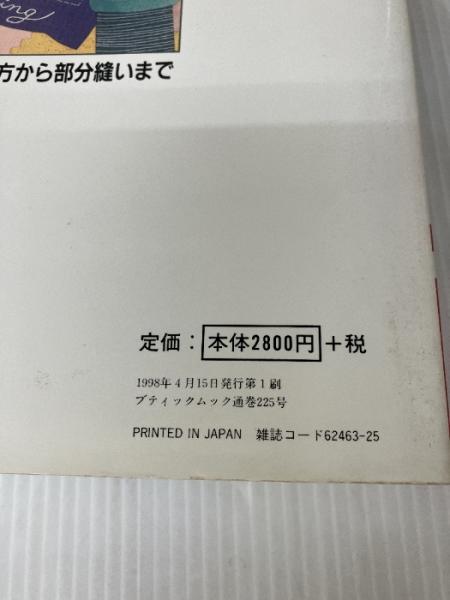 ing
方から部分縫いまで
定価：本体2800円+税
1998年4月15日発行第1刷
ブティックムック通巻225号
PRINTED IN JAPAN 雑誌コード62463-25